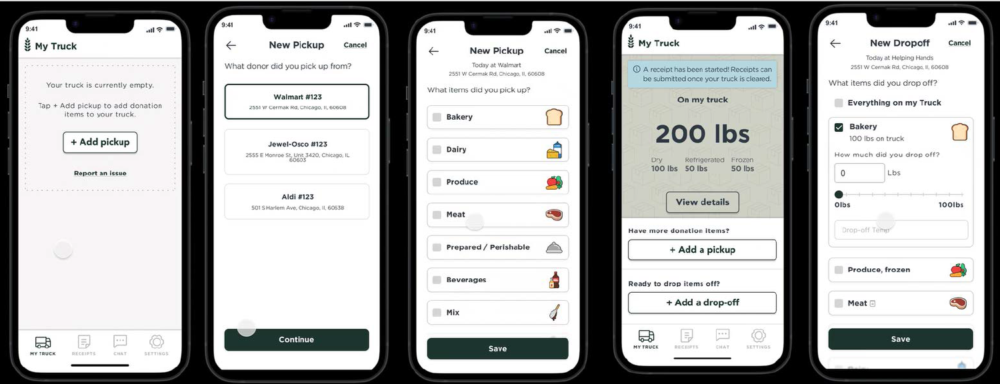 9:41
My Truck
Your truck is currently empty.
Tap + Add pickup to add donation
items to your truck.
+ Add pickup
Report an issue
MY TRUCK
RECEIPTS
CHAT
SETTINGS
9:41
New Pickup
Cancel
What donor did you pick up from?
Walmart #123
2551 W Cermak Rd, Chicago, Il, 60608
Jewel-Osco #123
2555 E Monroe St, Unit 3420, Chicago, IL
60603
Aldi #123
501 S Harlem Ave, Chicago, Il, 60638
Continue
9:41
New Pickup
Cancel
Today at Walmart
2551 W Cermak Rd, Chicago, Il, 60608
What items did you pick up?
Bakery
Dairy
Produce
Meat
Prepared / Perishable
Beverages
Mix
Save
9:41
My Truck
A receipt has been started! Receipts can
be submitted once your truck is cleared.
On my truck
200 lbs
Dry
Refrigerated
Frozen
100 lbs
50 lbs
50 lbs
View details
Have more donation items?
+ Add a pickup
Ready to drop items off?
+ Add a drop-off
MY TRUCK
RECEIPTS
CHAT
SETTINGS
9:41
New Dropoff
Cancel
Today at Helping Hands
2551 W Cermak Rd, Chicago, Il, 60608
What items did you drop off?
Everything on my Truck
Bakery
100 lbs on truck
How much did you drop off?
0
Lbs
0lbs
100lbs
Drop-off Temp
Produce, frozen
Meat
Save